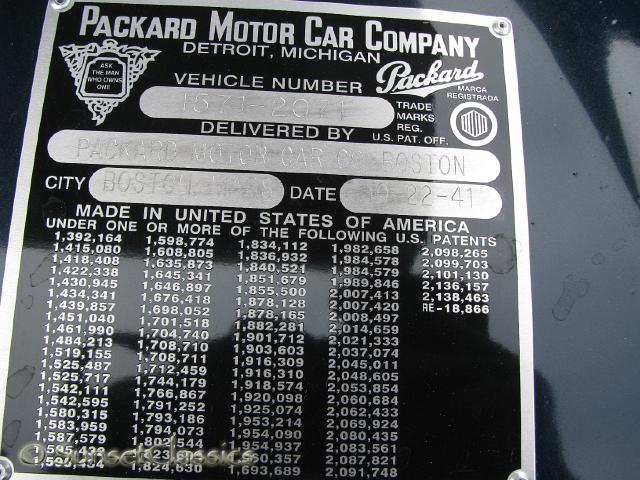 PACKARD MOTOR CAR COMPANY
DETROIT, MICHIGAN
ASK
THE MAN
WHO OWNS
ONE
VEHICLE NUMBER
1571-2041
Packard
MARCA
REGISTRADA
TRADE
MARKS
REG.
U.S. PAT. OFF.
DELIVERED BY
PACKARD MOTOR CAR BOSTON
CITY BOSTON DATE 22-41
MADE IN UNITED STATES OF AMERICA
UNDER ONE OR MORE OF THE FOLLOWING U.S. PATENTS
1,392,164 1,598,774 1,834,112 1,982,658 2,098,265
1,415,080 1,608,805 1,836,932 1,984,578 2,099,703
1,418,408 1,635,873 1,840,521 1,984,579 2,101,130
1,422,338 1,645,341 1,851,679 1,989,846 2,136,157
1,430,945 1,646,897 1,855,500 2,007,413 2,138,463
1,434,341 1,676,418 1,878,128 2,007,420 RE-18,866
1,439,857 1,698,052 1,878,165 2,008,497
1,451,040 1,701,518 1,882,281 2,014,659
1,461,990 1,704,740 1,901,712 2,021,333
1,484,213 1,708,710 1,903,603 2,037,074
1,519,155 1,708,711 1,916,309 2,045,011
1,525,487 1,712,459 1,916,310 2,048,605
1,525,717 1,744,179 1,918,574 2,053,854
1,542,111 1,766,867 1,920,098 2,060,684
1,542,595 1,791,252 1,925,074 2,062,433
1,580,315 1,793,186 1,953,214 2,070,324
1,583,959 1,794,073 1,954,090 2,080,435
1,587,579 1,802,544 1,954,937 2,083,561
2,087,821
1,824,630 1,693,689 2,091,748
SunsetClassics